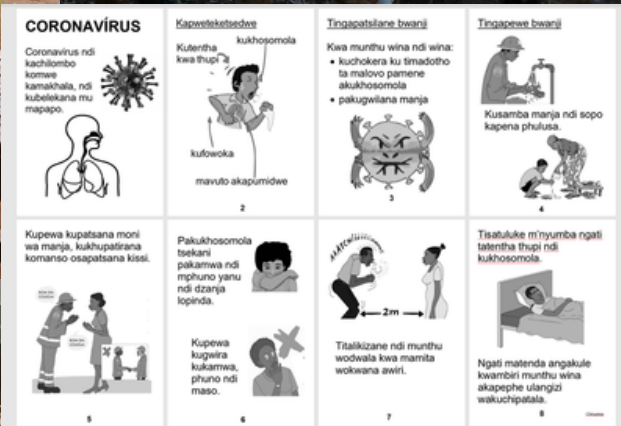 CORONAVÍRUS
Coronavirus ndi
kachilombo
komwe
kamakhala, ndi
kubelekana mu
mapapo.
Kapweteketsedwe
kukhosomola
Kutentha
kwa thupi
kufowoka
mavuto akapumidwe
2
Tingapatsilane bwanji
Kwa munthu wina ndi wina:
• kuchokera ku timadotho
ta malovo pamene
akukhosomola
• pakugwilana manja
3
Tingapewe bwanji
Kusamba manja ndi sopo
kapena phulusa.
4
Kupewa kupatsana moni
wa manja, kukhupatirana
komanso osapatsana kissi.
5
Pakukhosomola
tsekani
pakamwa ndi
mphuno yanu
ndi dzanja
lopinda.
Kupewa
kugwira
kukamwa,
phuno ndi
maso.
6
2m
Titalikizane ndi munthu
wodwala kwa mamita
wokwana awiri.
7
Tisatuluke m'nyumba ngati
tatentha thupi ndi
kukhosomola.
Ngati matenda angakule
kwambiri munthu wina
akapephe ulangizi
wakuchipatala.
8